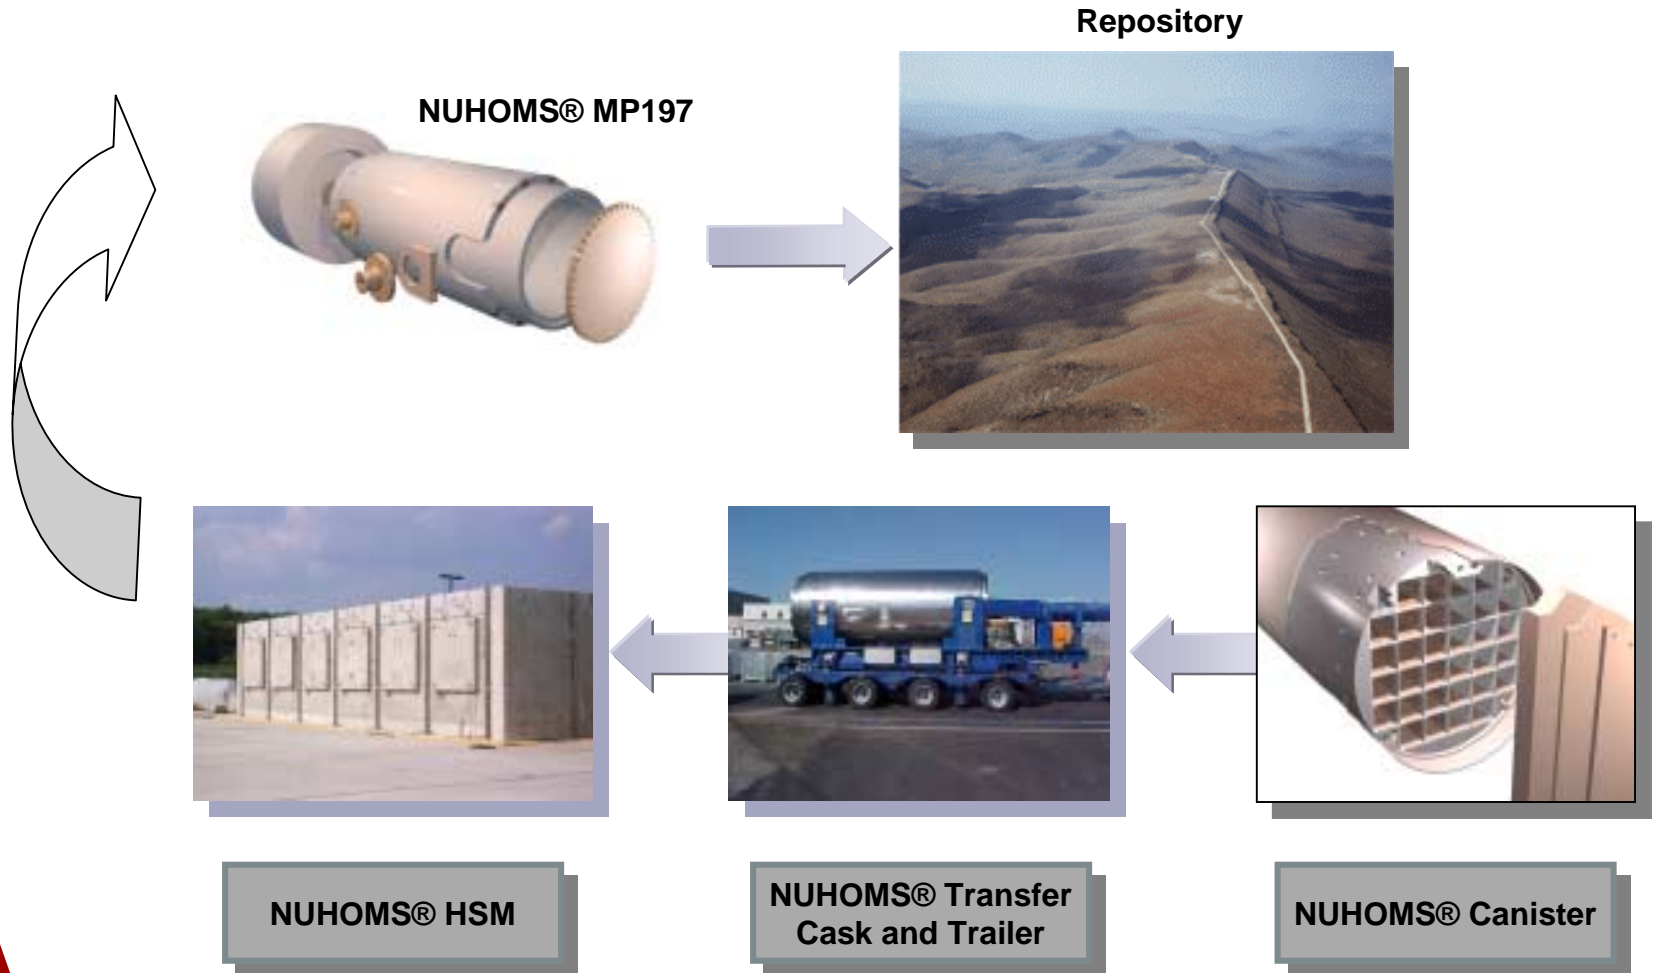 Repository
NUHOMS® MP197
NUHOMS® HSM
NUHOMS® Transfer
Cask and Trailer
NUHOMS® Canister